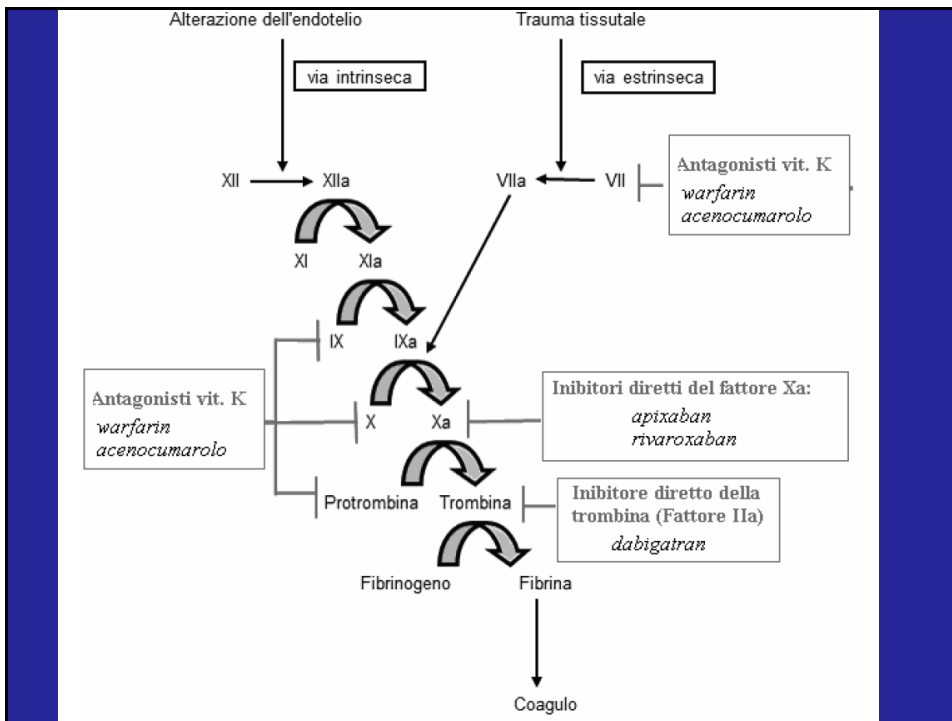 Alterazione dell'endotelio
Trauma tissutale
via intrinseca
via estrinseca
XII
XIIa
VIIa
VII
Antagonisti vit. K
warfarin
acenocumarolo
XI
XIa
IX
IXa
Antagonisti vit. K
warfarin
acenocumarolo
X
Xa
Inibitori diretti del fattore Xa:
apixaban
rivaroxaban
Protrombina
Trombina
Inibitore diretto della
trombina (Fattore IIa)
dabigatran
Fibrinogeno
Fibrina
Coagulo